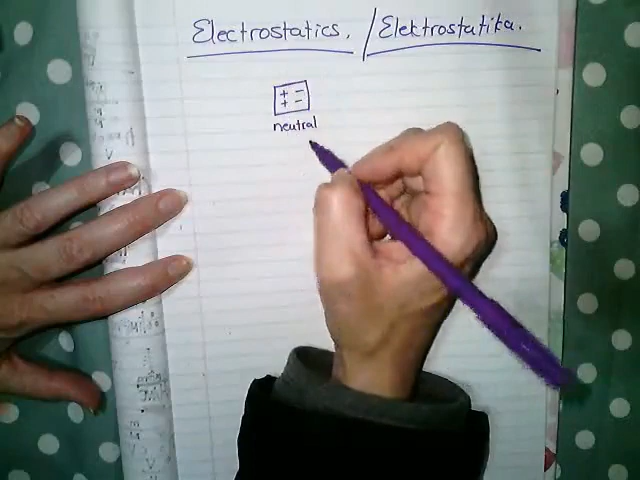 Electrostatics. / Elektrostatika.
+ −
+ −
neutral